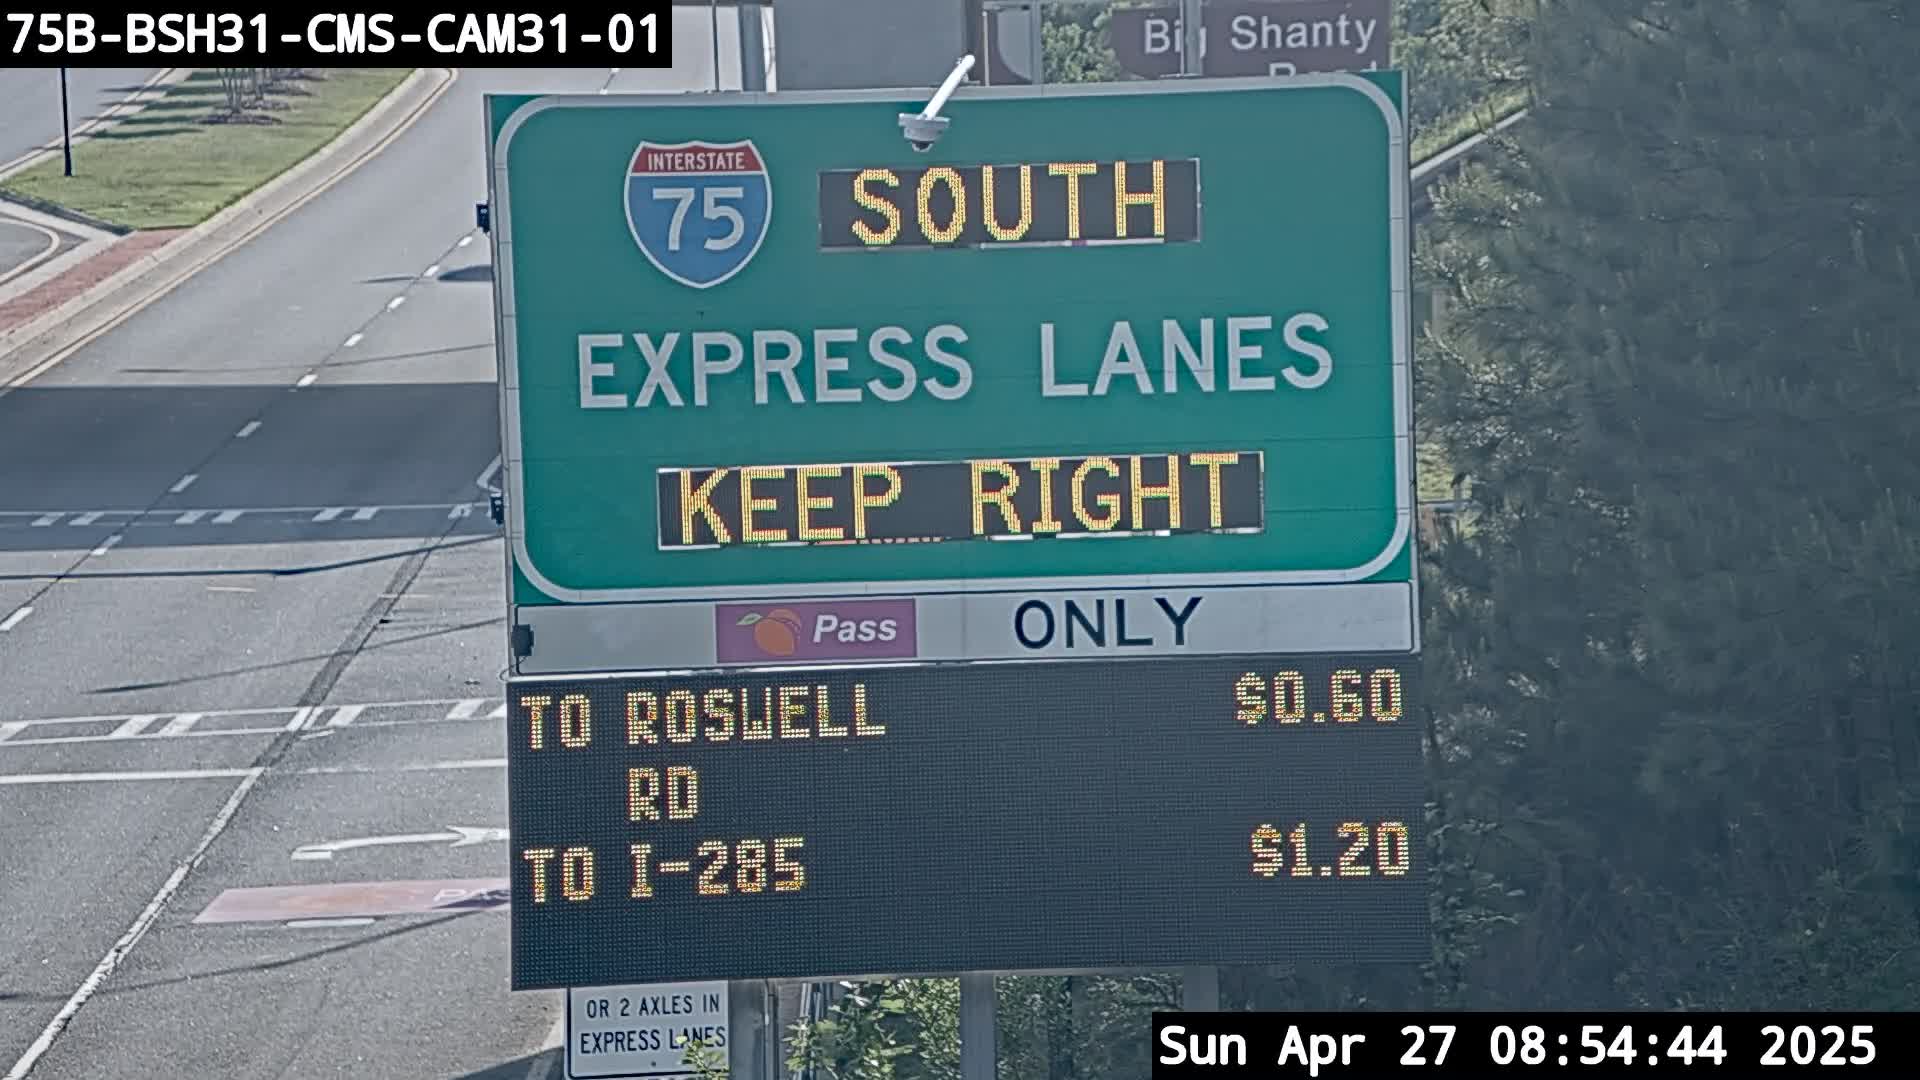 75B-BSH31-CMS-CAM31-01
Big Shanty
Road
INTERSTATE
75
SOUTH
EXPRESS LANES
KEEP RIGHT
Pass
ONLY
TO ROSWELL $0.60
RD
TO I-285 $1.20
OR 2 AXLES IN
EXPRESS LANES
Sun Apr 27 08:54:44 2025